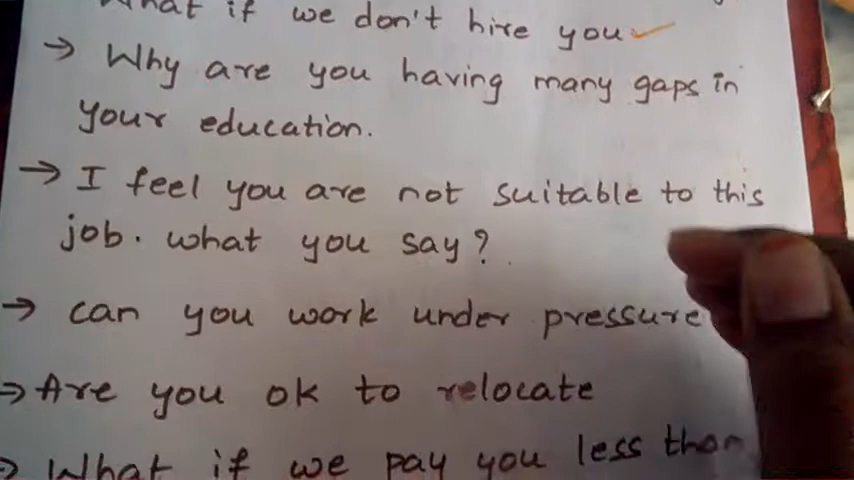 What if we don't hire you
→ Why are you having many gaps in
your education.
→ I feel you are not suitable to this
job. what you say?
→ can you work under pressure
→ Are you ok to relocate
→ What if we pay you less than